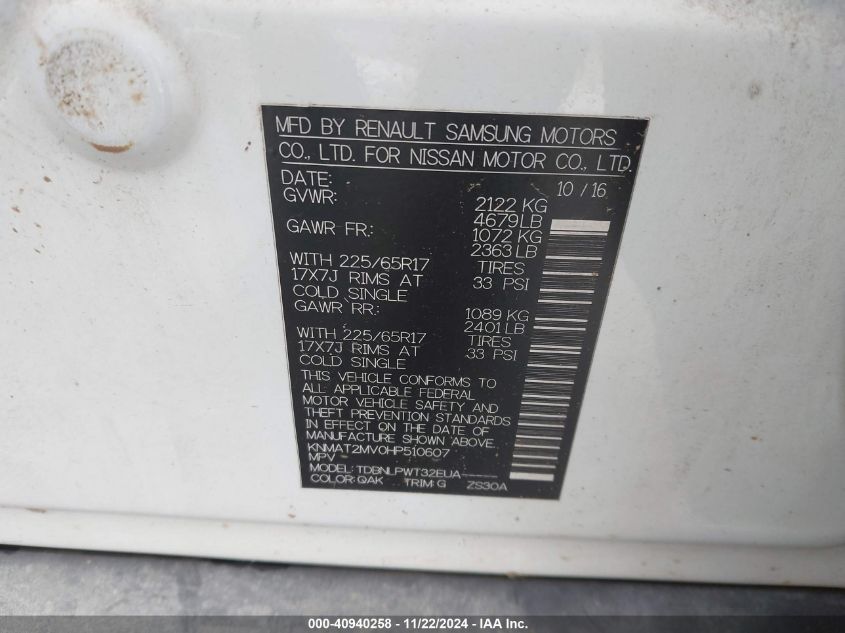 MFD BY RENAULT SAMSUNG MOTORS
CO., LTD. FOR NISSAN MOTOR CO., LTD.
DATE: 10 / 16
GVWR: 2122 KG
4679LB
GAWR FR.: 1072 KG
2363LB
WITH 225/65R17 TIRES
17X7J RIMS AT 33 PSI
COLD SINGLE
GAWR RR.: 1089 KG
2401LB
WITH 225/65R17 TIRES
17X7J RIMS AT 33 PSI
COLD SINGLE
THIS VEHICLE CONFORMS TO
ALL APPLICABLE FEDERAL
MOTOR VEHICLE SAFETY AND
THEFT PREVENTION STANDARDS
IN EFFECT ON THE DATE OF
MANUFACTURE SHOWN ABOVE.
KNMAT2MV0HP510607
MPV
MODEL: TDBNLPWT32EUA-----
COLOR: QAK TRIM: G ZS30A
000-40940258 - 11/22/2024 - IAA Inc.